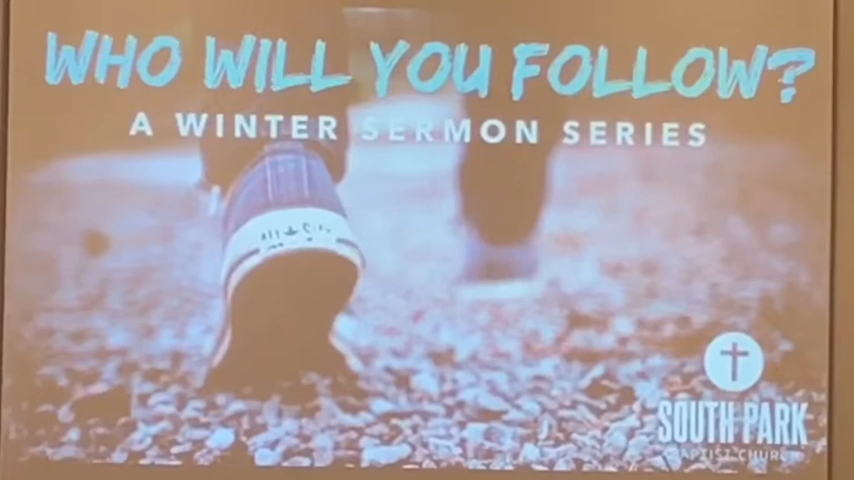 WHO WILL YOU FOLLOW?
A WINTER SERMON SERIES
SOUTH PARK
BAPTIST CHURCH